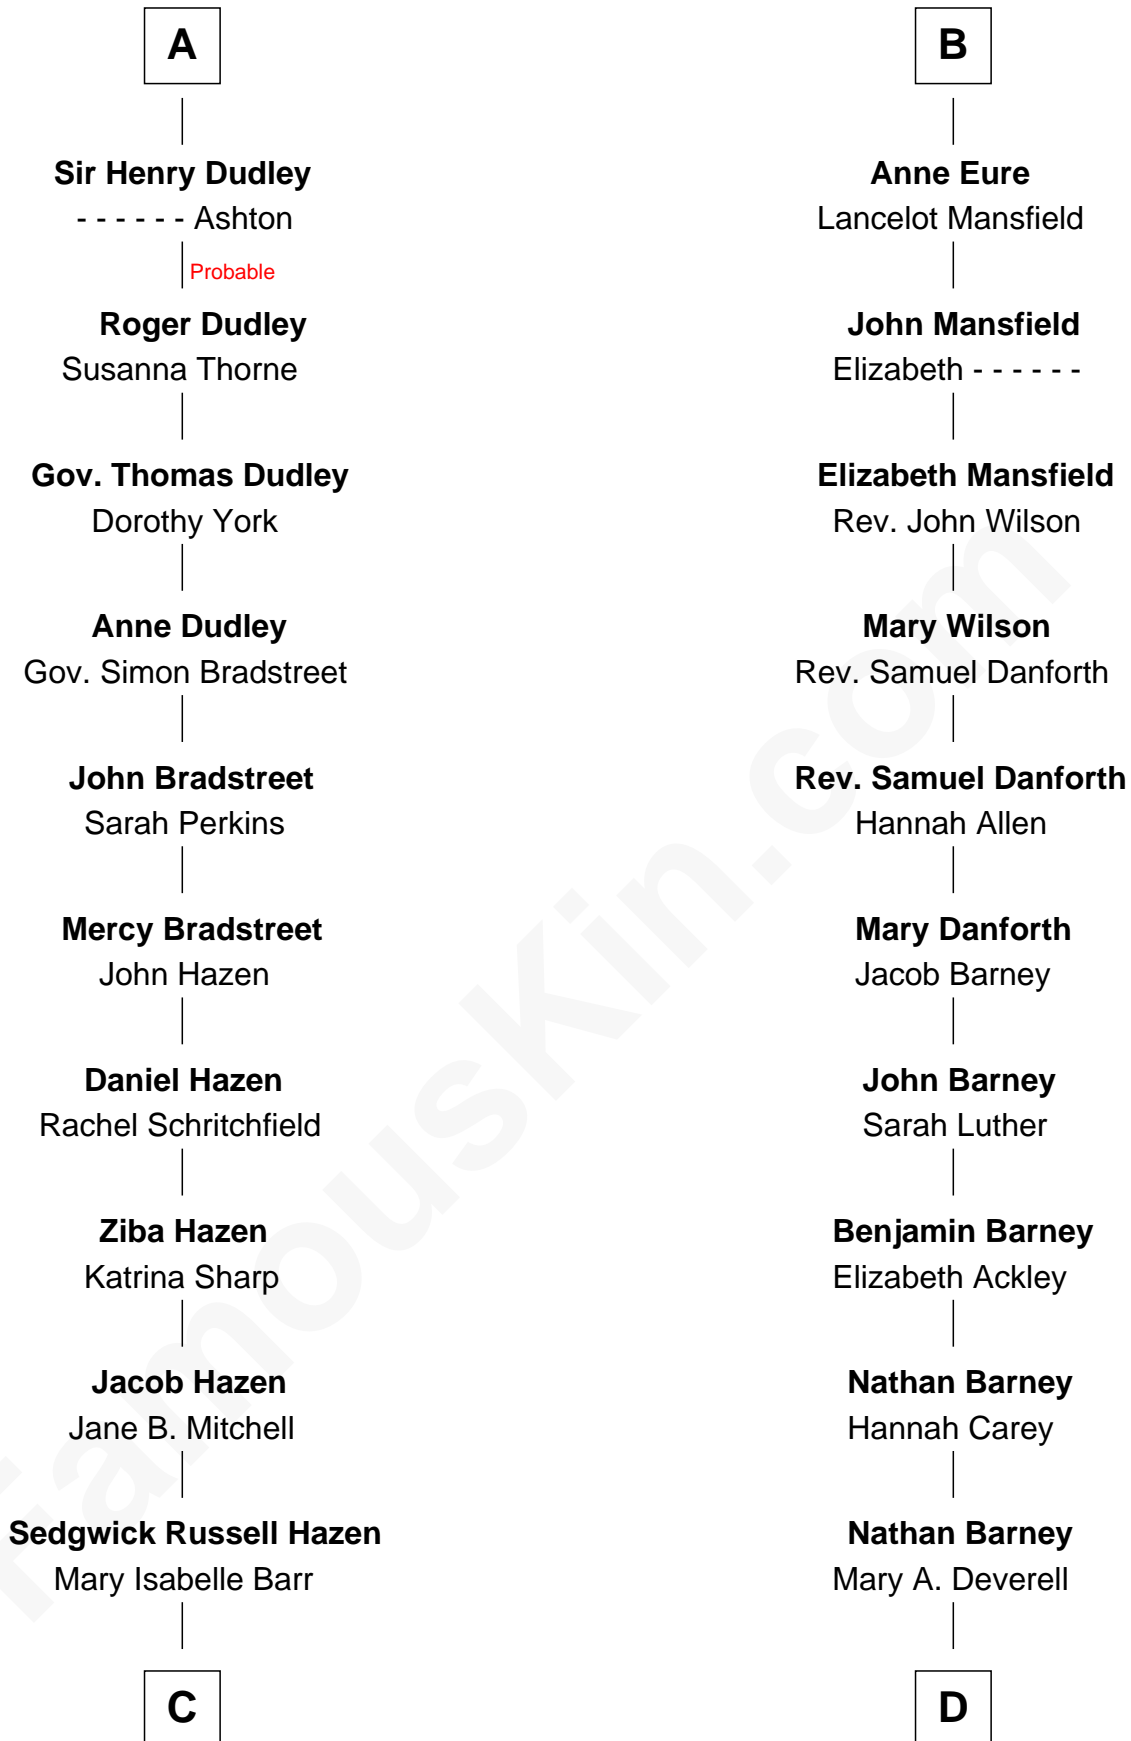 A
Sir Henry Dudley
- - - - - - Ashton
Probable
Roger Dudley
Susanna Thorne
Gov. Thomas Dudley
Dorothy York
Anne Dudley
Gov. Simon Bradstreet
John Bradstreet
Sarah Perkins
Mercy Bradstreet
John Hazen
Daniel Hazen
Rachel Schritchfield
Ziba Hazen
Katrina Sharp
Jacob Hazen
Jane B. Mitchell
Sedgwick Russell Hazen
Mary Isabelle Barr
C
B
Anne Eure
Lancelot Mansfield
John Mansfield
Elizabeth - - - - - -
Elizabeth Mansfield
Rev. John Wilson
Mary Wilson
Rev. Samuel Danforth
Rev. Samuel Danforth
Hannah Allen
Mary Danforth
Jacob Barney
John Barney
Sarah Luther
Benjamin Barney
Elizabeth Ackley
Nathan Barney
Hannah Carey
Nathan Barney
Mary A. Deverell
D
FamousKin.com